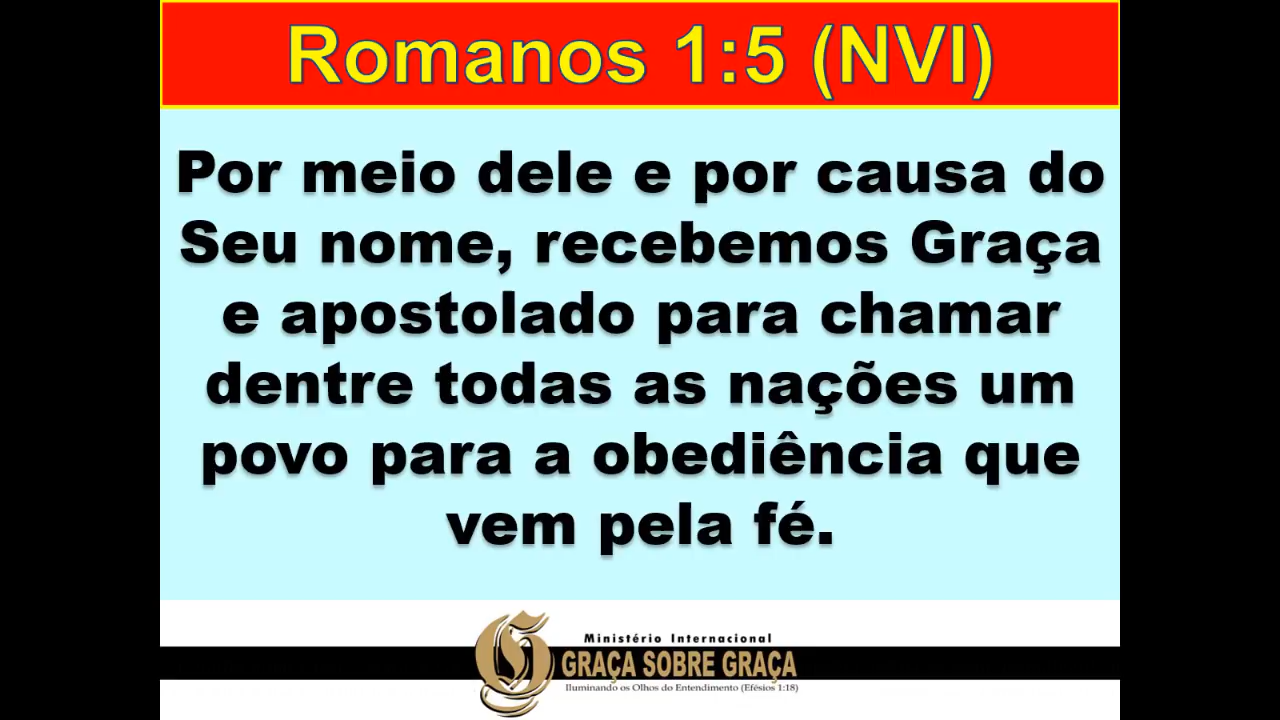 Romanos 1:5 (NVI)
Por meio dele e por causa do
Seu nome, recebemos Graça
e apostolado para chamar
dentre todas as nações um
povo para a obediência que
vem pela fé.
Ministério Internacional
GRAÇA SOBRE GRAÇA
Iluminando os Olhos do Entendimento (Efésios 1:18)